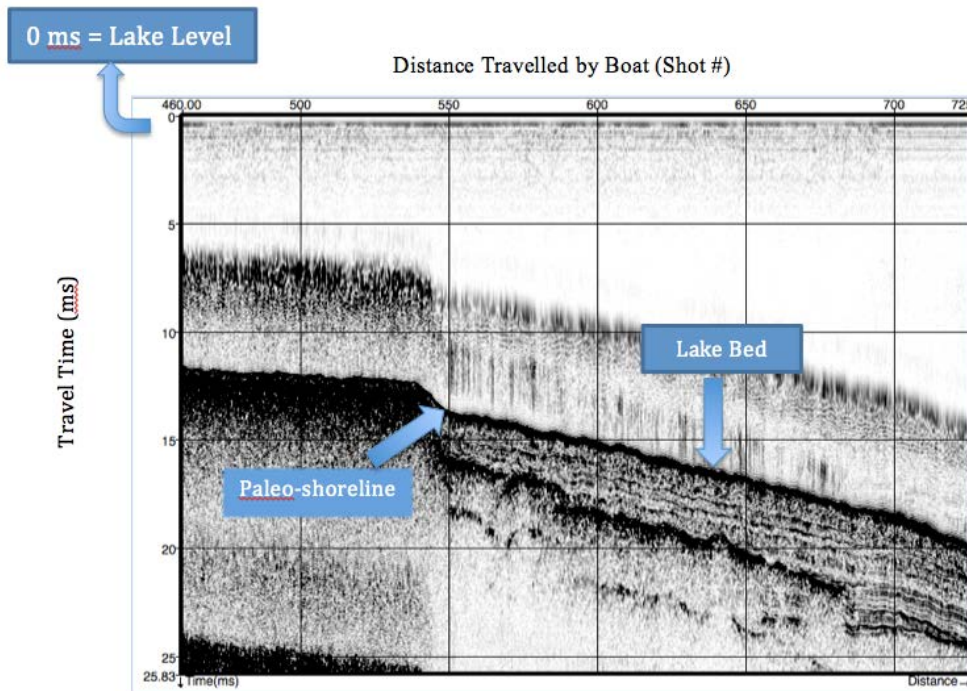 0 ms = Lake Level
Distance Travelled by Boat (Shot #)
460.00 500 550 600 650 700 725
0
5
10
15
20
25
25.83
Travel Time (ms)
Lake Bed
Paleo-shoreline
Time(ms)
Distance